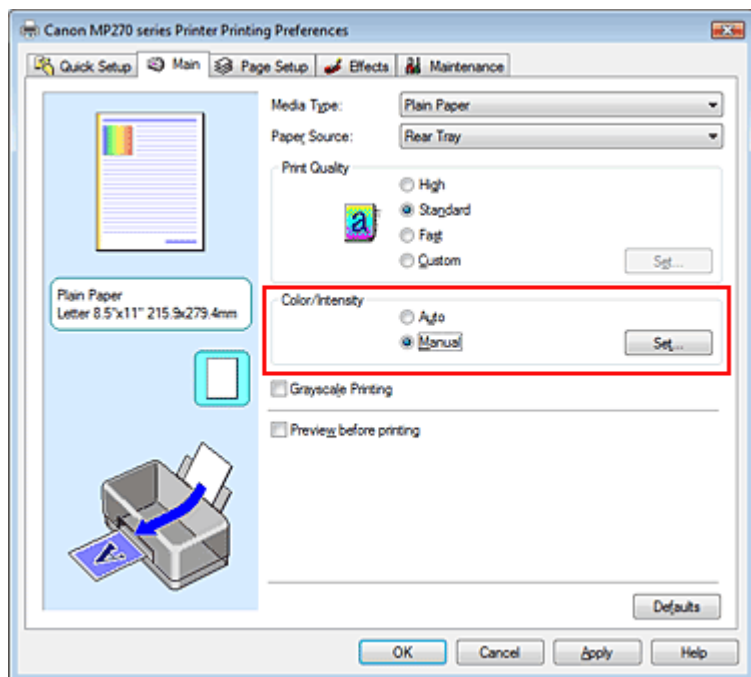 Canon MP270 series Printer Printing Preferences
Quick Setup Main Page Setup Effects Maintenance
Media Type: Plain Paper
Paper Source: Rear Tray
Print Quality
High
a Standard
Fast
Custom Set...
Plain Paper
Letter 8.5"x11" 215.9x279.4mm
Color/Intensity
Auto
Manual Set...
Grayscale Printing
Preview before printing
A
Defaults
OK Cancel Apply Help